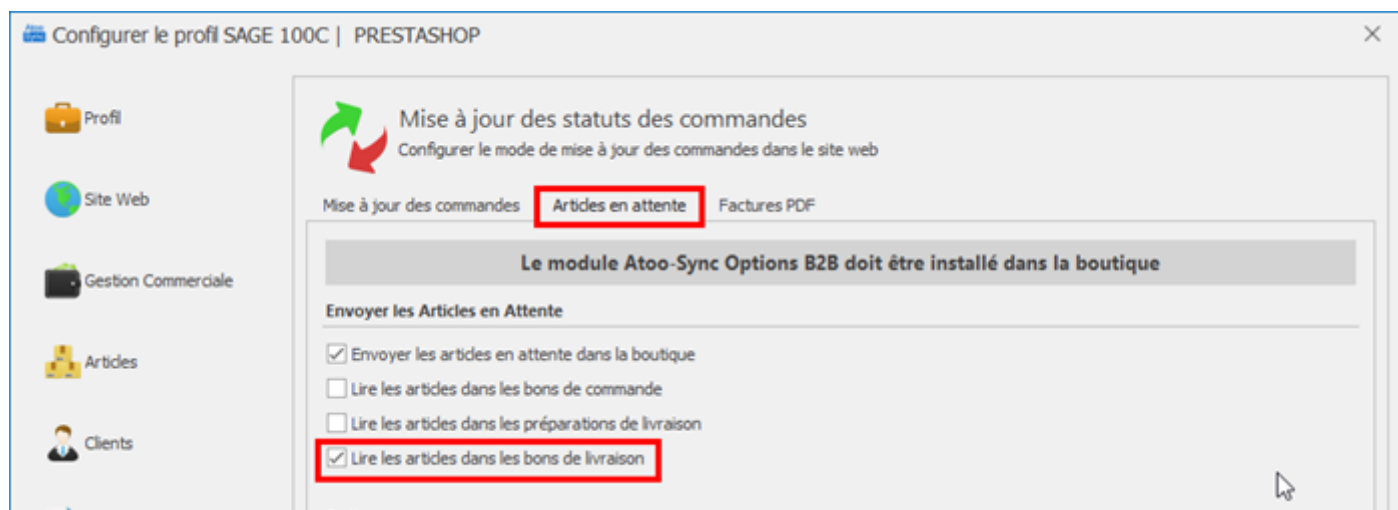 Atoo Sync
Configurer le profil SAGE 100C | PRESTASHOP
Profil
Site Web
Gestion Commerciale
Articles
Clients
Mise à jour des statuts des commandes
Configurer le mode de mise à jour des commandes dans le site web
Mise à jour des commandes Articles en attente Factures PDF
Le module Atoo-Sync Options B2B doit être installé dans la boutique
Envoyer les Articles en Attente
Envoyer les articles en attente dans la boutique
Lire les articles dans les bons de commande
Lire les articles dans les préparations de livraison
Lire les articles dans les bons de livraison